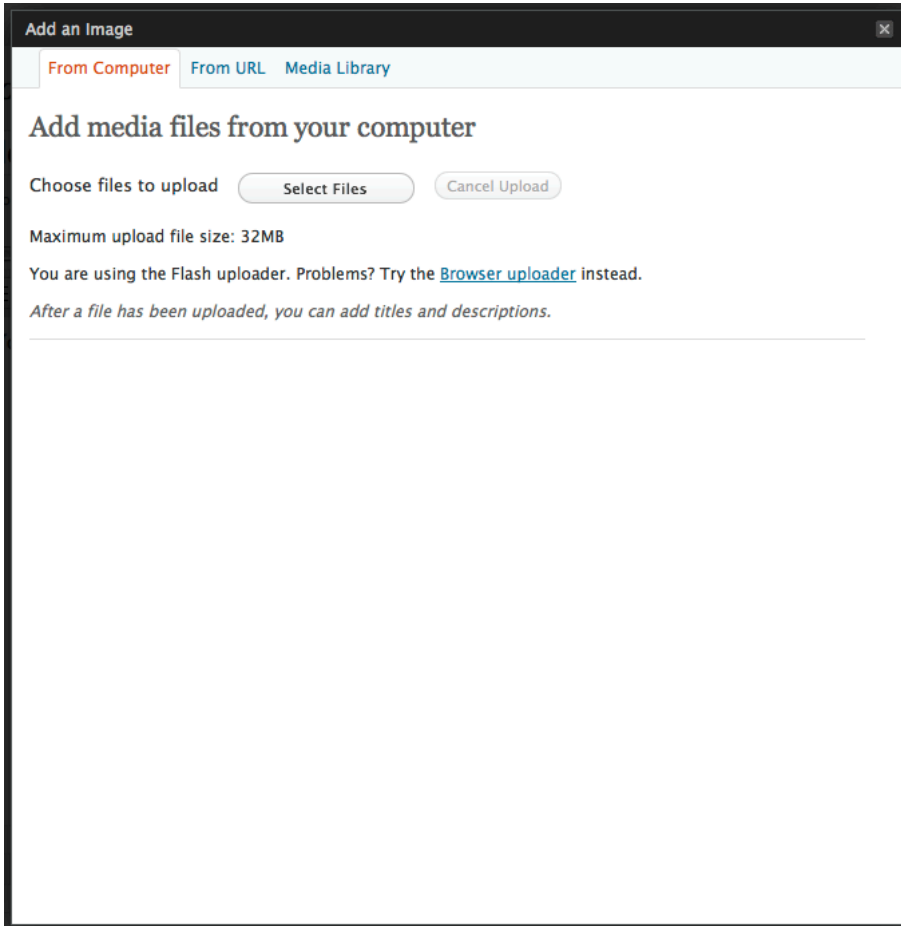 Add an Image
From Computer From URL Media Library
Add media files from your computer
Choose files to upload Select Files Cancel Upload
Maximum upload file size: 32MB
You are using the Flash uploader. Problems? Try the Browser uploader instead.
After a file has been uploaded, you can add titles and descriptions.